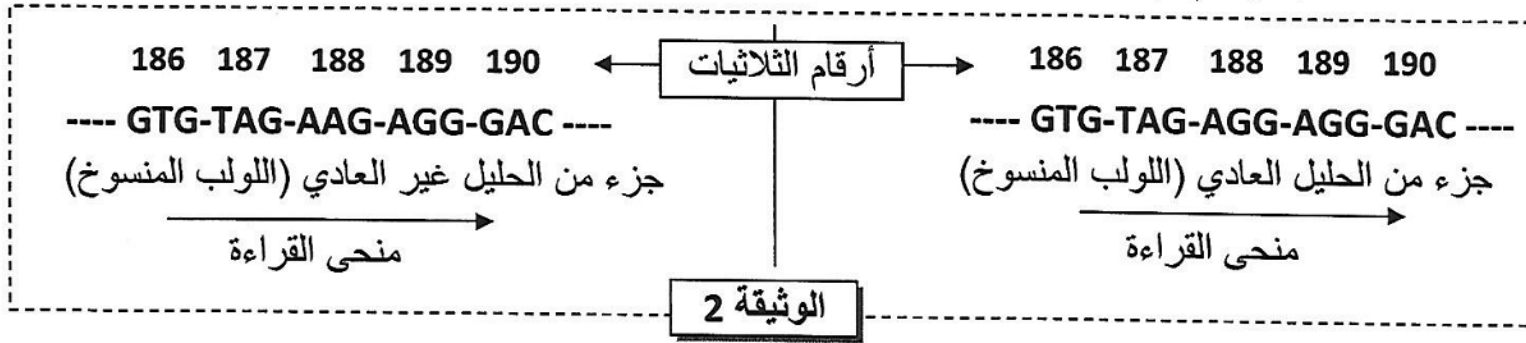 أرقام الثلاثيات
186 187 188 189 190
---- GTG-TAG-AGG-AGG-GAC ----
جزء من الحليل العادي (اللولب المنسوخ)
منحى القراءة
186 187 188 189 190
---- GTG-TAG-AAG-AGG-GAC ----
جزء من الحليل غير العادي (اللولب المنسوخ)
منحى القراءة
الوثيقة 2